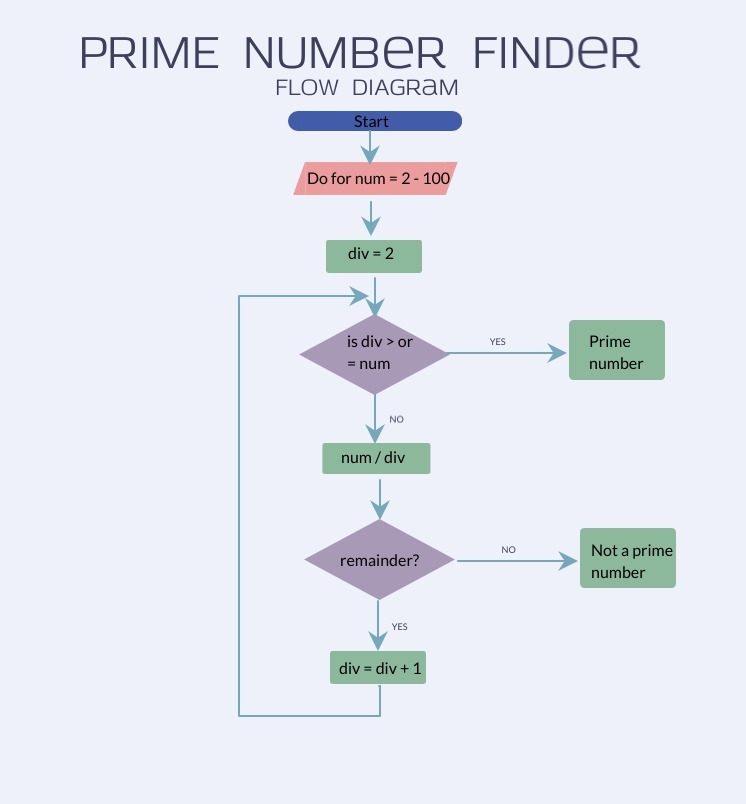 PRIME NUMBER FINDER
FLOW DIAGRAM
Start
Do for num = 2 - 100
div = 2
is div > or
= num
YES
Prime
number
NO
num / div
remainder?
NO
Not a prime
number
YES
div = div + 1